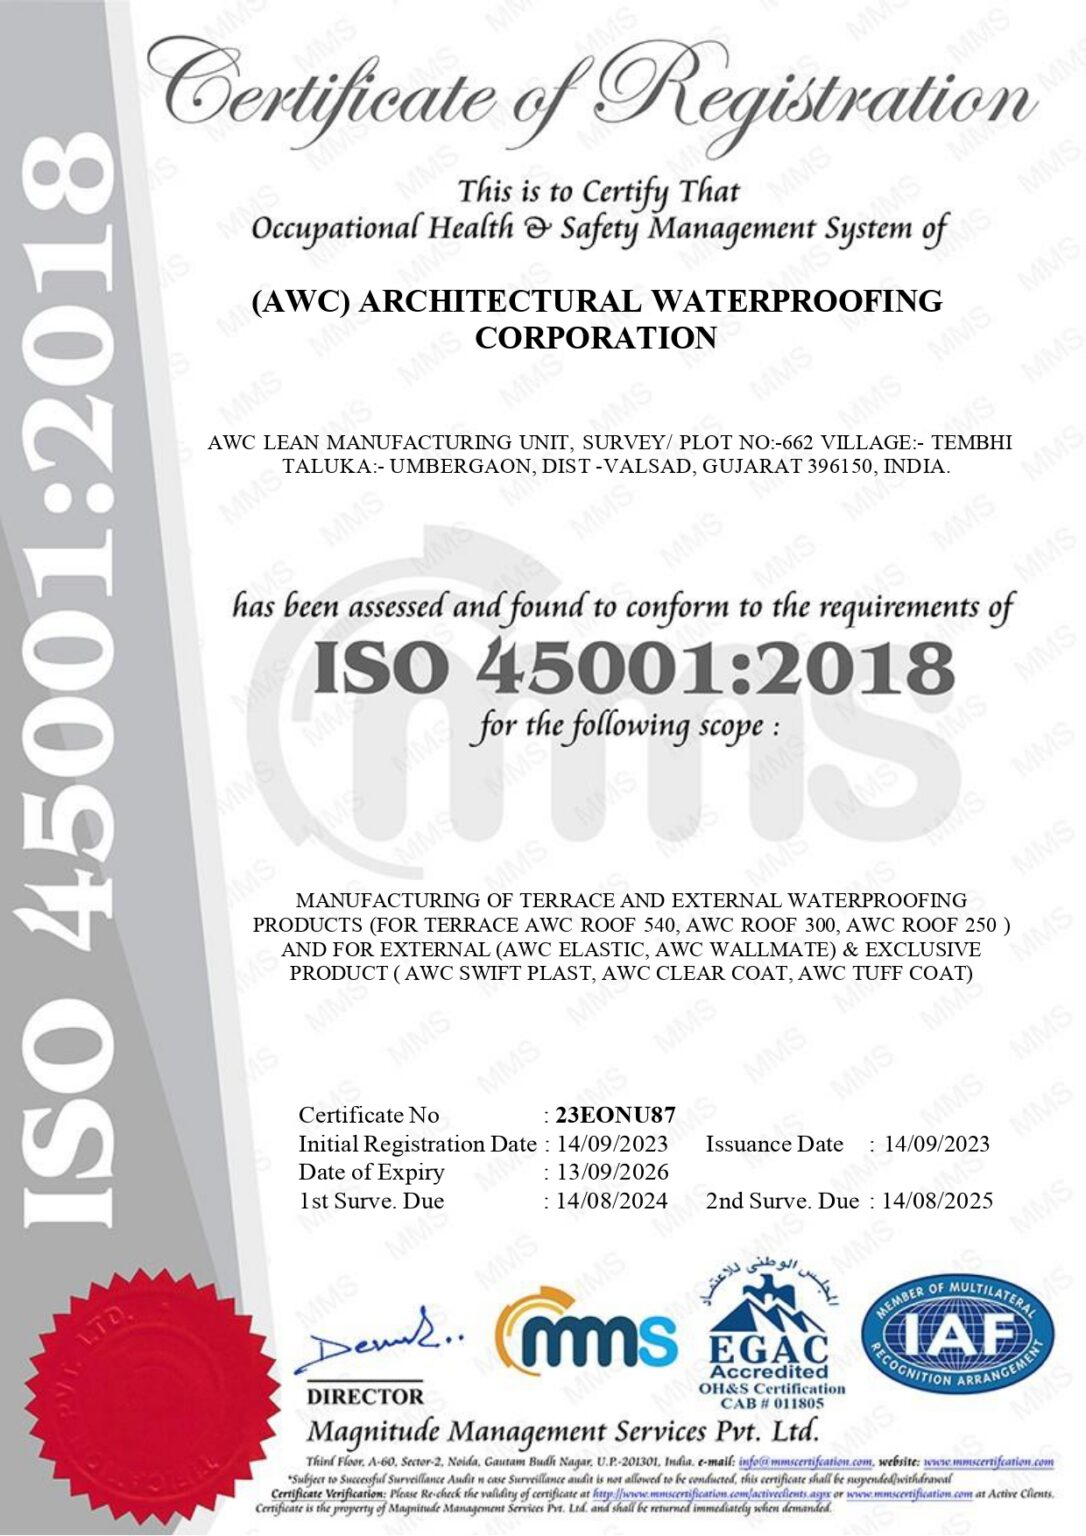 Certificate of Registration
This is to Certify That
Occupational Health & Safety Management System of
(AWC) ARCHITECTURAL WATERPROOFING
CORPORATION
AWC LEAN MANUFACTURING UNIT, SURVEY/ PLOT NO:-662 VILLAGE:- TEMBHI
TALUKA:- UMBERGAON, DIST -VALSAD, GUJARAT 396150, INDIA.
has been assessed and found to conform to the requirements of
ISO 45001:2018
for the following scope :
MANUFACTURING OF TERRACE AND EXTERNAL WATERPROOFING
PRODUCTS (FOR TERRACE AWC ROOF 540, AWC ROOF 300, AWC ROOF 250 )
AND FOR EXTERNAL (AWC ELASTIC, AWC WALLMATE) & EXCLUSIVE
PRODUCT ( AWC SWIFT PLAST, AWC CLEAR COAT, AWC TUFF COAT)
Certificate No : 23EONU87
Initial Registration Date : 14/09/2023 Issuance Date : 14/09/2023
Date of Expiry : 13/09/2026
1st Surve. Due : 14/08/2024 2nd Surve. Due : 14/08/2025
ISO 45001:2018
PVT. LTD.
DIRECTOR
mms
المجلس الوطني للاعتماد
EGAC
Accredited
OH&S Certification
CAB # 011805
MEMBER OF MULTILATERAL
IAF
RECOGNITION ARRANGEMENT
Magnitude Management Services Pvt. Ltd.
Third Floor, A-60, Sector-2, Noida, Gautam Budh Nagar, U.P.-201301, India. e-mail: info@mmscertifcation.com, website: www.mmscertifcation.com
*Subject to Successful Surveillance Audit n case Surveillance audit is not allowed to be conducted, this certificate shall be suspended/withdrawal
Certificate Verification: Please Re-check the validity of certificate at http://www.mmscertification.com/activeclients.aspx or www.mmscertification.com at Active Clients.
Certificate is the property of Magnitude Management Services Pvt. Ltd. and shall be returned immediately when demanded.